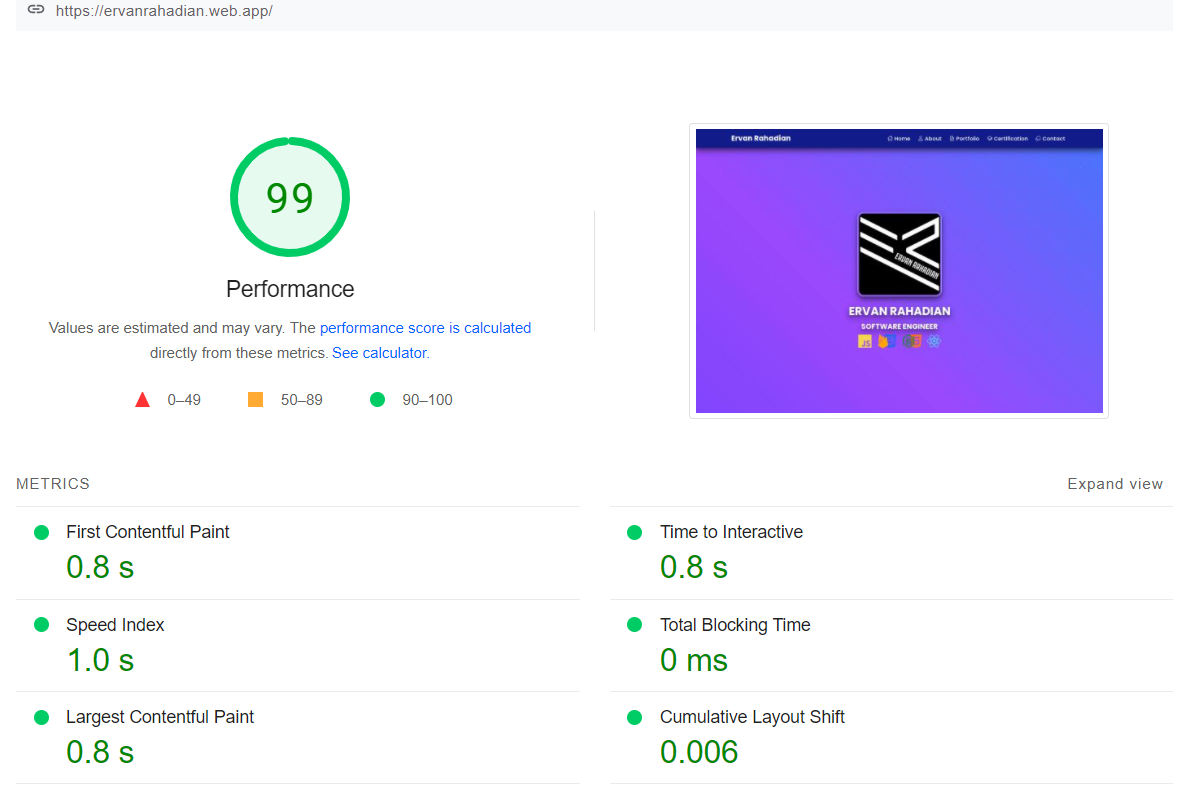 https://ervanrahadian.web.app/
99
Performance
Values are estimated and may vary. The performance score is calculated
directly from these metrics. See calculator.
0–49 50–89 90–100
Ervan Rahadian Home About Portfolio Certification Contact
ERVAN RAHADIAN
ERVAN RAHADIAN
SOFTWARE ENGINEER
JS
METRICS Expand view
First Contentful Paint
0.8 s
Time to Interactive
0.8 s
Speed Index
1.0 s
Total Blocking Time
0 ms
Largest Contentful Paint
0.8 s
Cumulative Layout Shift
0.006